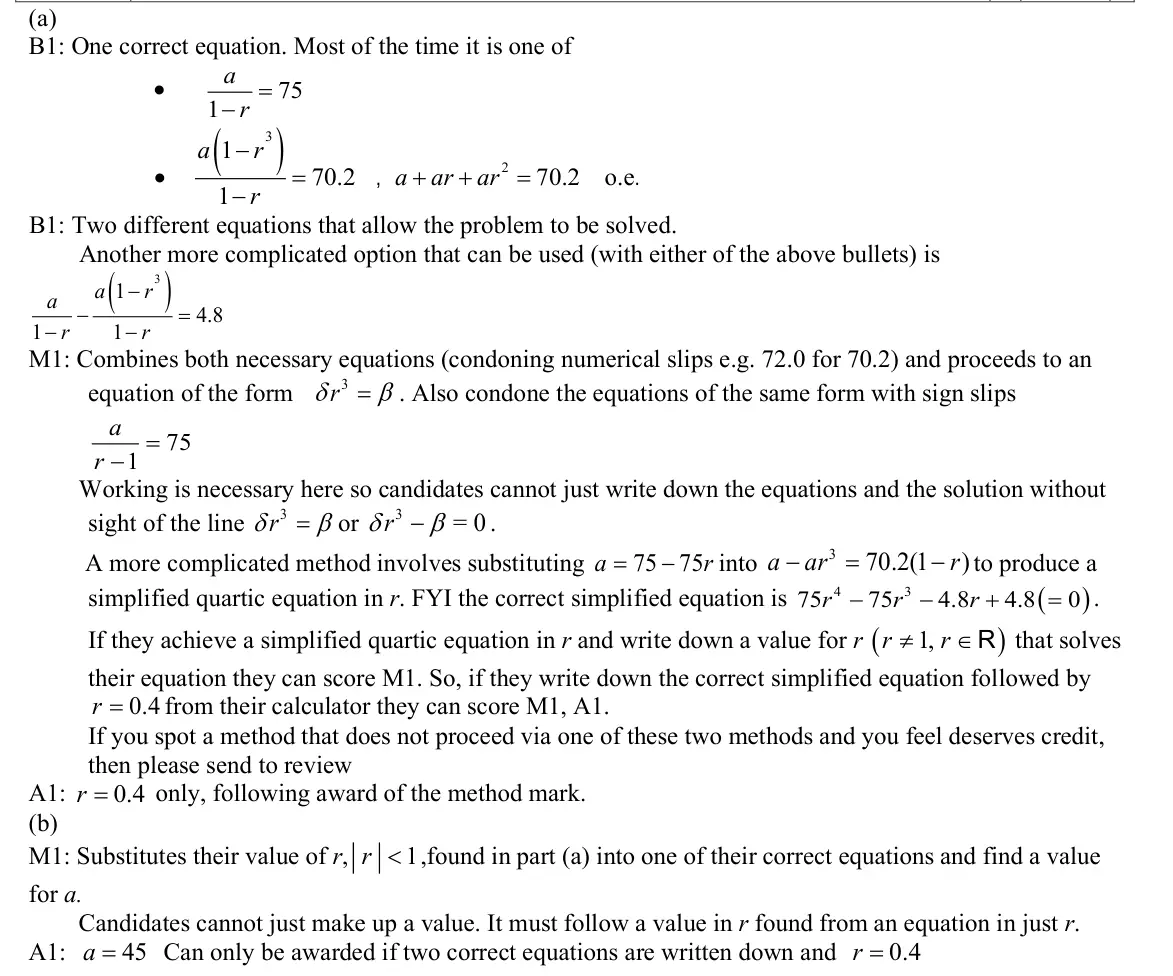 (a)
B1: One correct equation. Most of the time it is one of
• a/(1−r) = 75
• a(1−r³)/(1−r) = 70.2 , a + ar + ar² = 70.2 o.e.
B1: Two different equations that allow the problem to be solved.
Another more complicated option that can be used (with either of the above bullets) is
a/(1−r) − a(1−r³)/(1−r) = 4.8
M1: Combines both necessary equations (condoning numerical slips e.g. 72.0 for 70.2) and proceeds to an
equation of the form δr³ = β . Also condone the equations of the same form with sign slips
a/(r−1) = 75
Working is necessary here so candidates cannot just write down the equations and the solution without
sight of the line δr³ = β or δr³ − β = 0 .
A more complicated method involves substituting a = 75 − 75r into a − ar³ = 70.2(1 − r) to produce a
simplified quartic equation in r. FYI the correct simplified equation is 75r⁴ − 75r³ − 4.8r + 4.8(= 0) .
If they achieve a simplified quartic equation in r and write down a value for r (r ≠ 1, r ∈ R) that solves
their equation they can score M1. So, if they write down the correct simplified equation followed by
r = 0.4 from their calculator they can score M1, A1.
If you spot a method that does not proceed via one of these two methods and you feel deserves credit,
then please send to review
A1: r = 0.4 only, following award of the method mark.
(b)
M1: Substitutes their value of r, |r| < 1 ,found in part (a) into one of their correct equations and find a value
for a.
Candidates cannot just make up a value. It must follow a value in r found from an equation in just r.
A1: a = 45 Can only be awarded if two correct equations are written down and r = 0.4